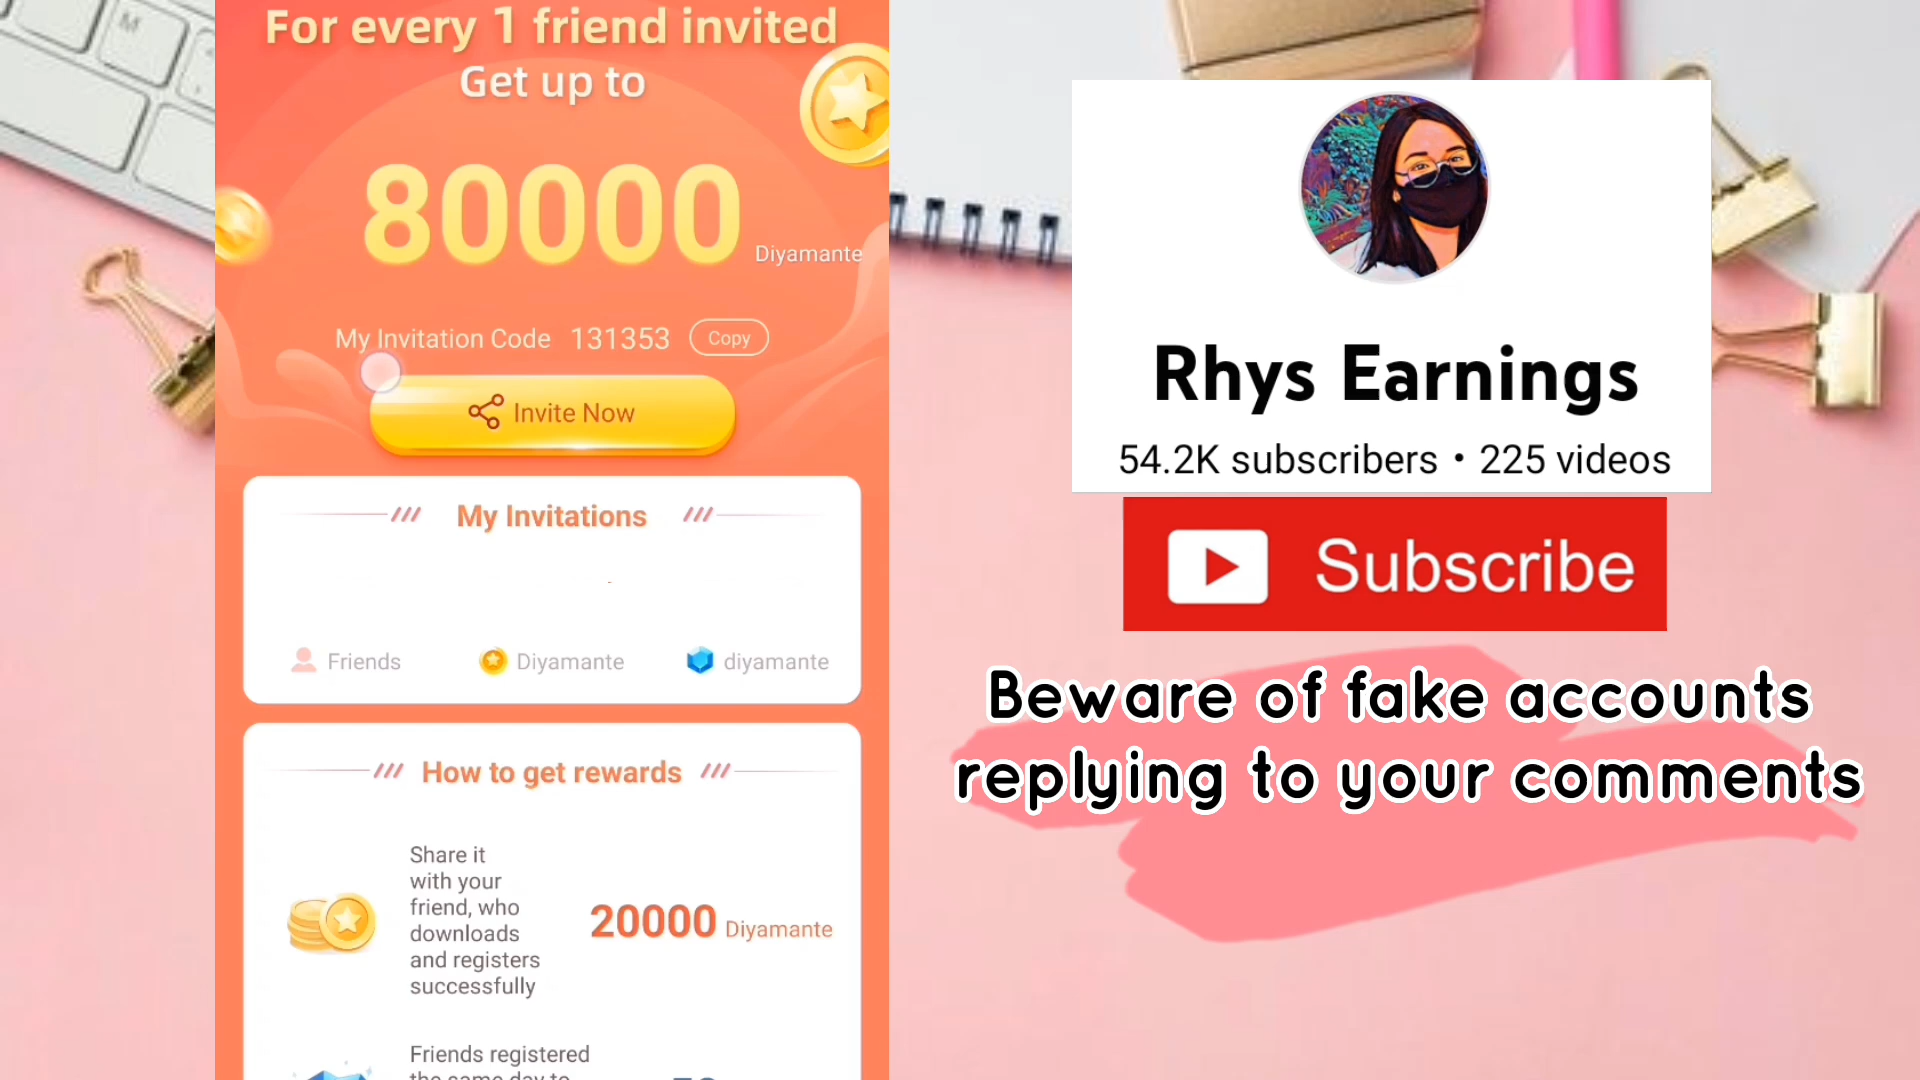 For every 1 friend invited
Get up to
80000 Diyamante
My Invitation Code 131353 Copy
Invite Now
My Invitations
Friends Diyamante diyamante
How to get rewards
Share it
with your
friend, who
downloads
and registers
successfully
20000 Diyamante
Friends registered
Rhys Earnings
54.2K subscribers • 225 videos
Subscribe
Beware of fake accounts
replying to your comments
M